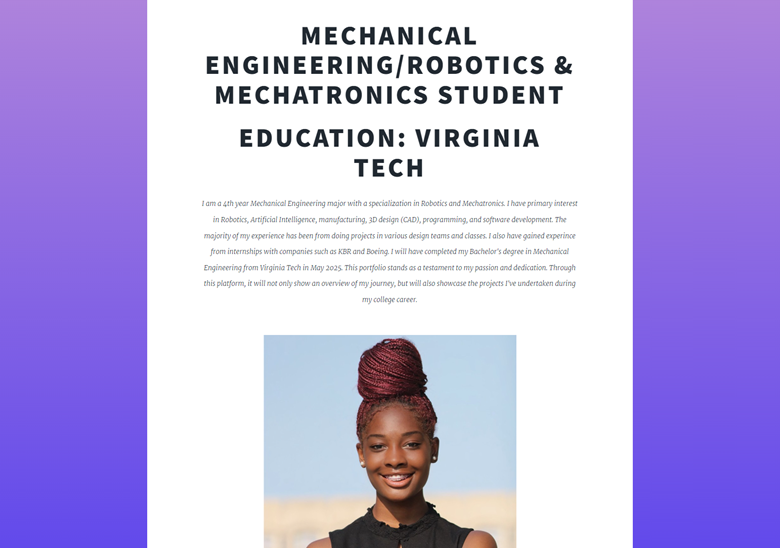 MECHANICAL
ENGINEERING/ROBOTICS &
MECHATRONICS STUDENT
EDUCATION: VIRGINIA
TECH
I am a 4th year Mechanical Engineering major with a specialization in Robotics and Mechatronics. I have primary interest
in Robotics, Artificial Intelligence, manufacturing, 3D design (CAD), programming, and software development. The
majority of my experience has been from doing projects in various design teams and classes. I also have gained experince
from internships with companies such as KBR and Boeing. I will have completed my Bachelor's degree in Mechanical
Engineering from Virginia Tech in May 2025. This portfolio stands as a testament to my passion and dedication. Through
this platform, it will not only show an overview of my journey, but will also showcase the projects I've undertaken during
my college career.